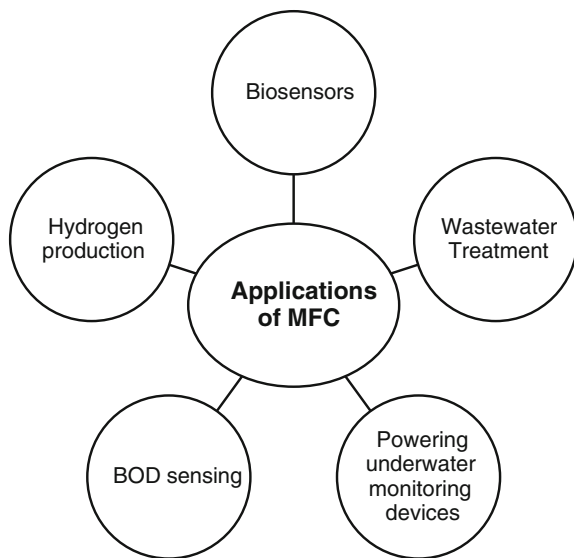 Biosensors
Hydrogen
production
Wastewater
Treatment
Applications
of MFC
BOD sensing
Powering
underwater
monitoring
devices